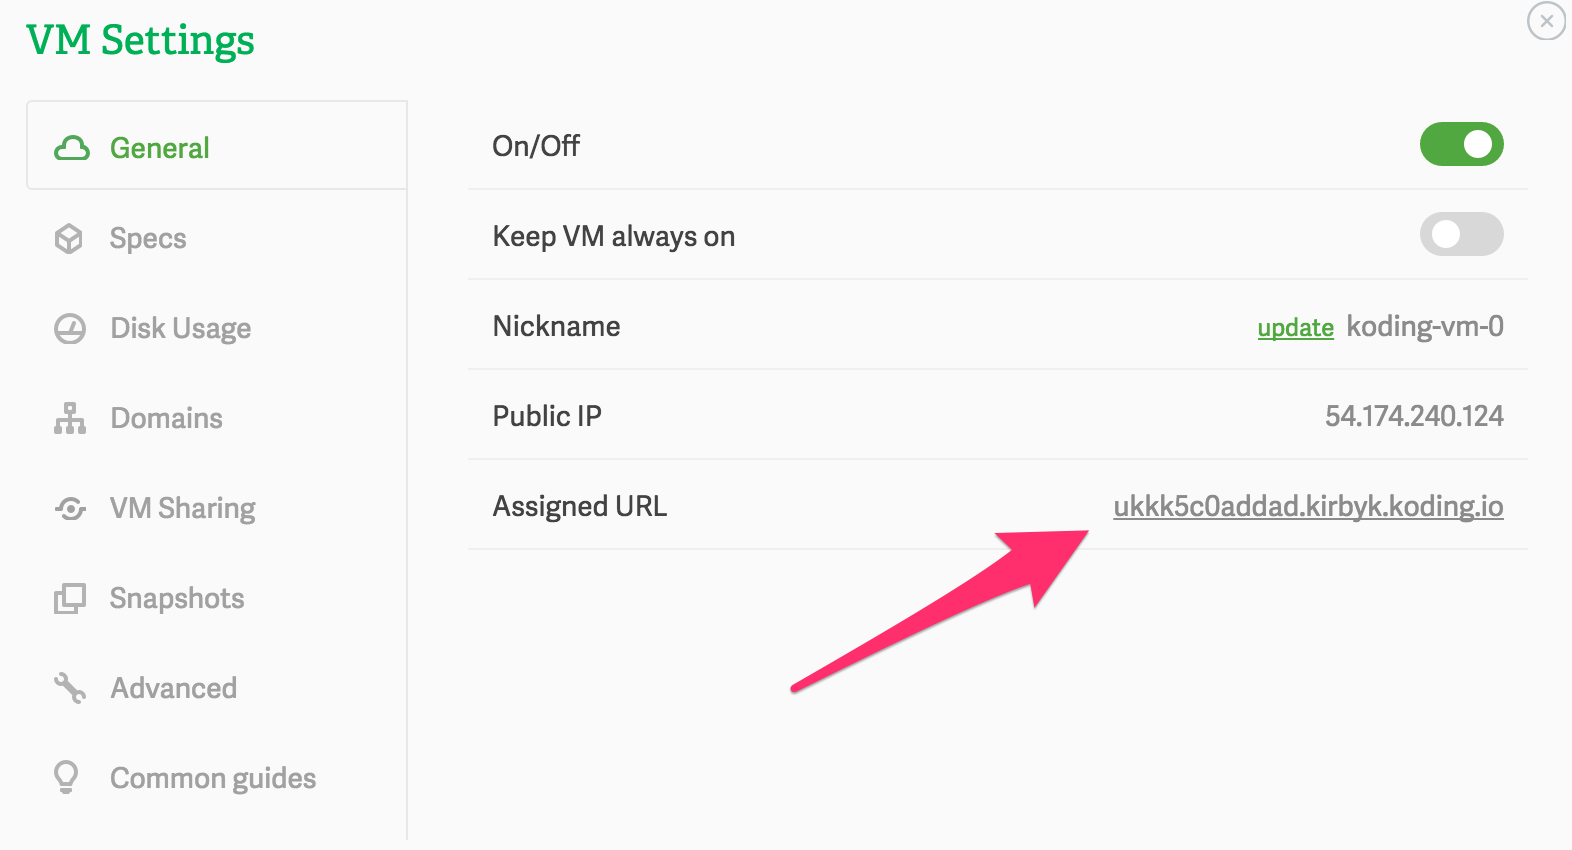 VM Settings
General
Specs
Disk Usage
Domains
VM Sharing
Snapshots
Advanced
Common guides
On/Off
Keep VM always on
Nickname update koding-vm-0
Public IP 54.174.240.124
Assigned URL ukkk5c0addad.kirbyk.koding.io